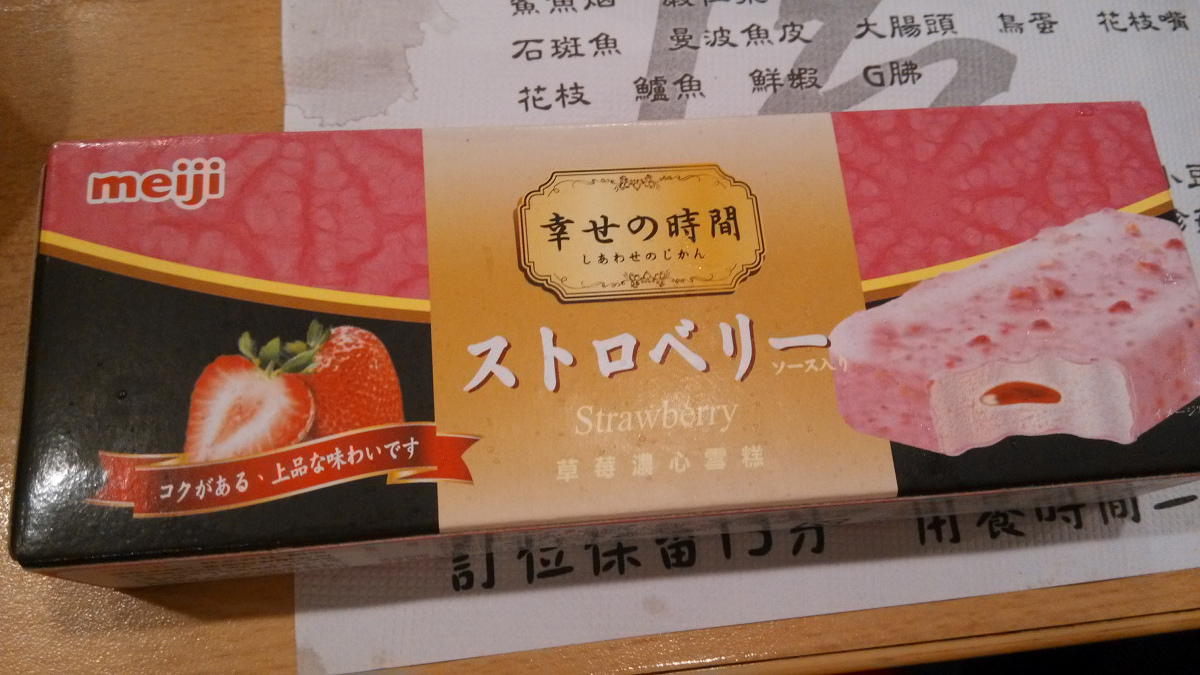 石斑魚 曼波魚皮 大腸頭 鳥蛋 花枝嘴
花枝 鱸魚 鮮蝦 G腖
meiji
幸せの時間
しあわせのじかん
ストロベリー
ソース入り
Strawberry
草莓濃心雪糕
コクがある、上品な味わいです
訂位保留15分 用餐時間一